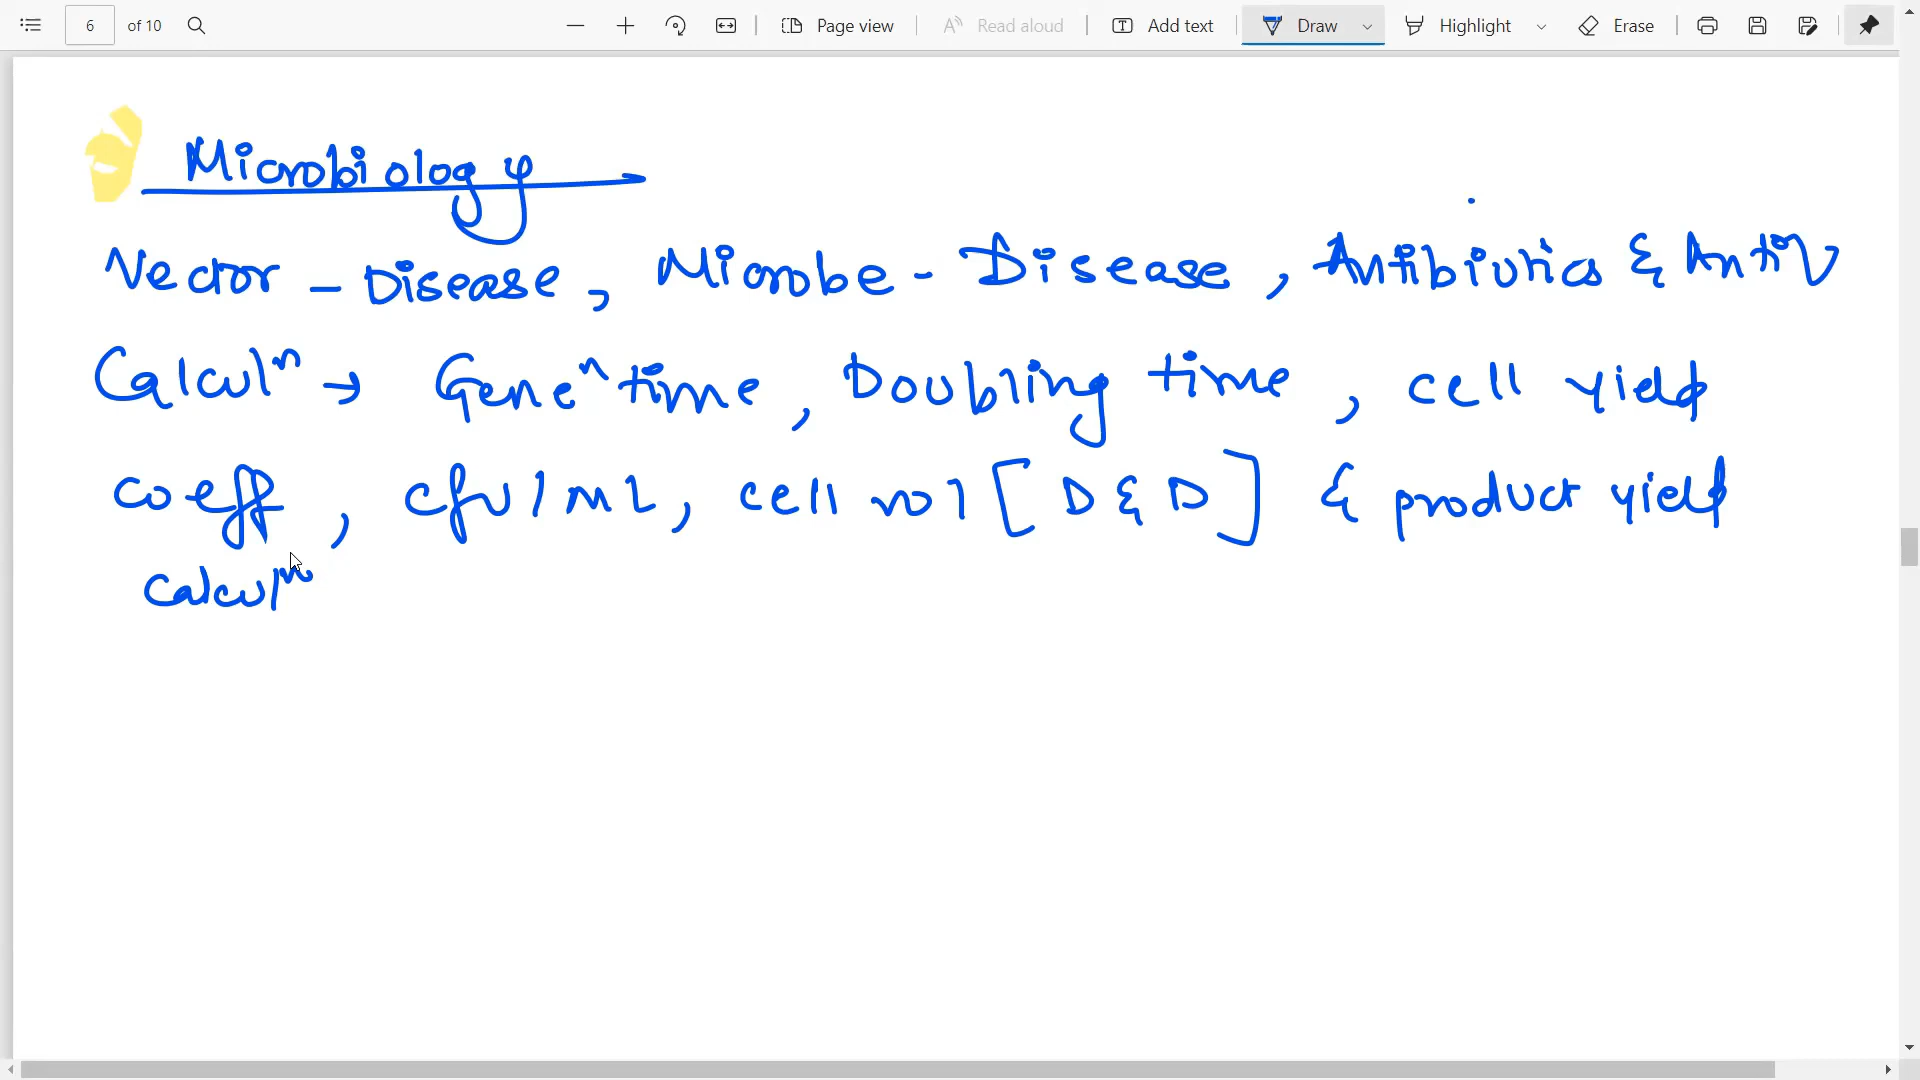 6 of 10 Page view Read aloud Add text Draw Highlight Erase
Microbiology
Vector - Disease, Microbe - Disease, Antibiotics & AntiV
Calculⁿ → Geneⁿ time, Doubling time, cell yield
coeff, cfu/mL, cell no [D & D] & product yield
Calculⁿ